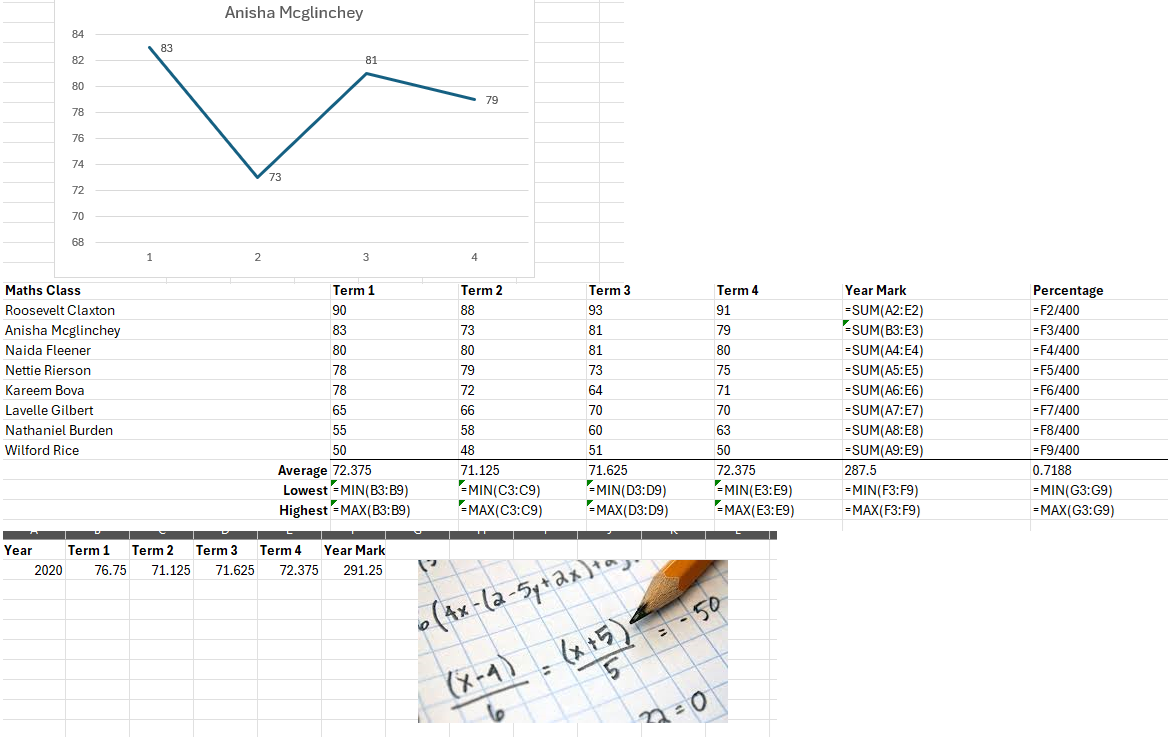 Anisha Mcglinchey
84
82
80
78
76
74
72
70
68
83
73
81
79
1 2 3 4
Maths Class Term 1 Term 2 Term 3 Term 4 Year Mark Percentage
Roosevelt Claxton 90 88 93 91 =SUM(A2:E2) =F2/400
Anisha Mcglinchey 83 73 81 79 =SUM(B3:E3) =F3/400
Naida Fleener 80 80 81 80 =SUM(A4:E4) =F4/400
Nettie Rierson 78 79 73 75 =SUM(A5:E5) =F5/400
Kareem Bova 78 72 64 71 =SUM(A6:E6) =F6/400
Lavelle Gilbert 65 66 70 70 =SUM(A7:E7) =F7/400
Nathaniel Burden 55 58 60 63 =SUM(A8:E8) =F8/400
Wilford Rice 50 48 51 50 =SUM(A9:E9) =F9/400
Average 72.375 71.125 71.625 72.375 287.5 0.7188
Lowest =MIN(B3:B9) =MIN(C3:C9) =MIN(D3:D9) =MIN(E3:E9) =MIN(F3:F9) =MIN(G3:G9)
Highest =MAX(B3:B9) =MAX(C3:C9) =MAX(D3:D9) =MAX(E3:E9) =MAX(F3:F9) =MAX(G3:G9)
Year Term 1 Term 2 Term 3 Term 4 Year Mark
2020 76.75 71.125 71.625 72.375 291.25
(4x-(2-5y+2x)+
(x-4) = (x+5) = -50
6 5
=0